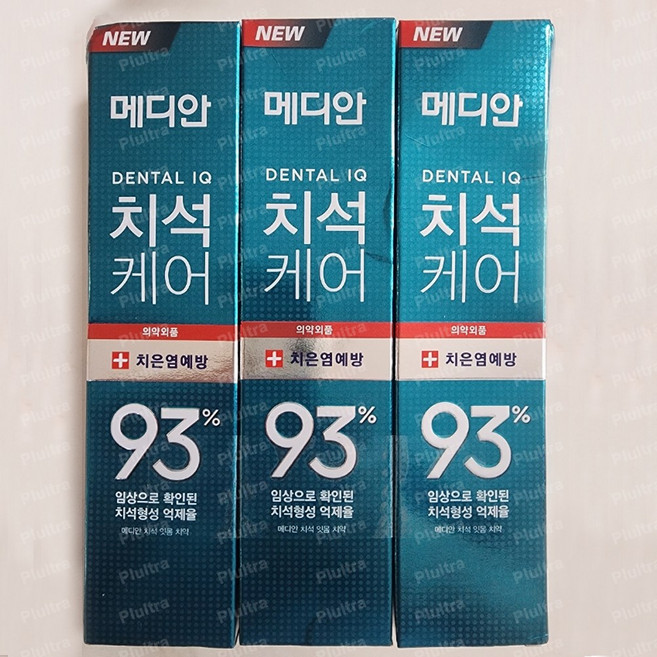 NEW
메디안
DENTAL IQ
치석
케어
의약외품
치은염예방
93%
임상으로 확인된
치석형성 억제율
메디안 치석 잇몸 치약
NEW
메디안
DENTAL IQ
치석
케어
의약외품
치은염예방
93%
임상으로 확인된
치석형성 억제율
메디안 치석 잇몸 치약
NEW
메디안
DENTAL IQ
치석
케어
의약외품
치은염예방
93%
임상으로 확인된
치석형성 억제율
메디안 치석 잇몸 치약
Plultra